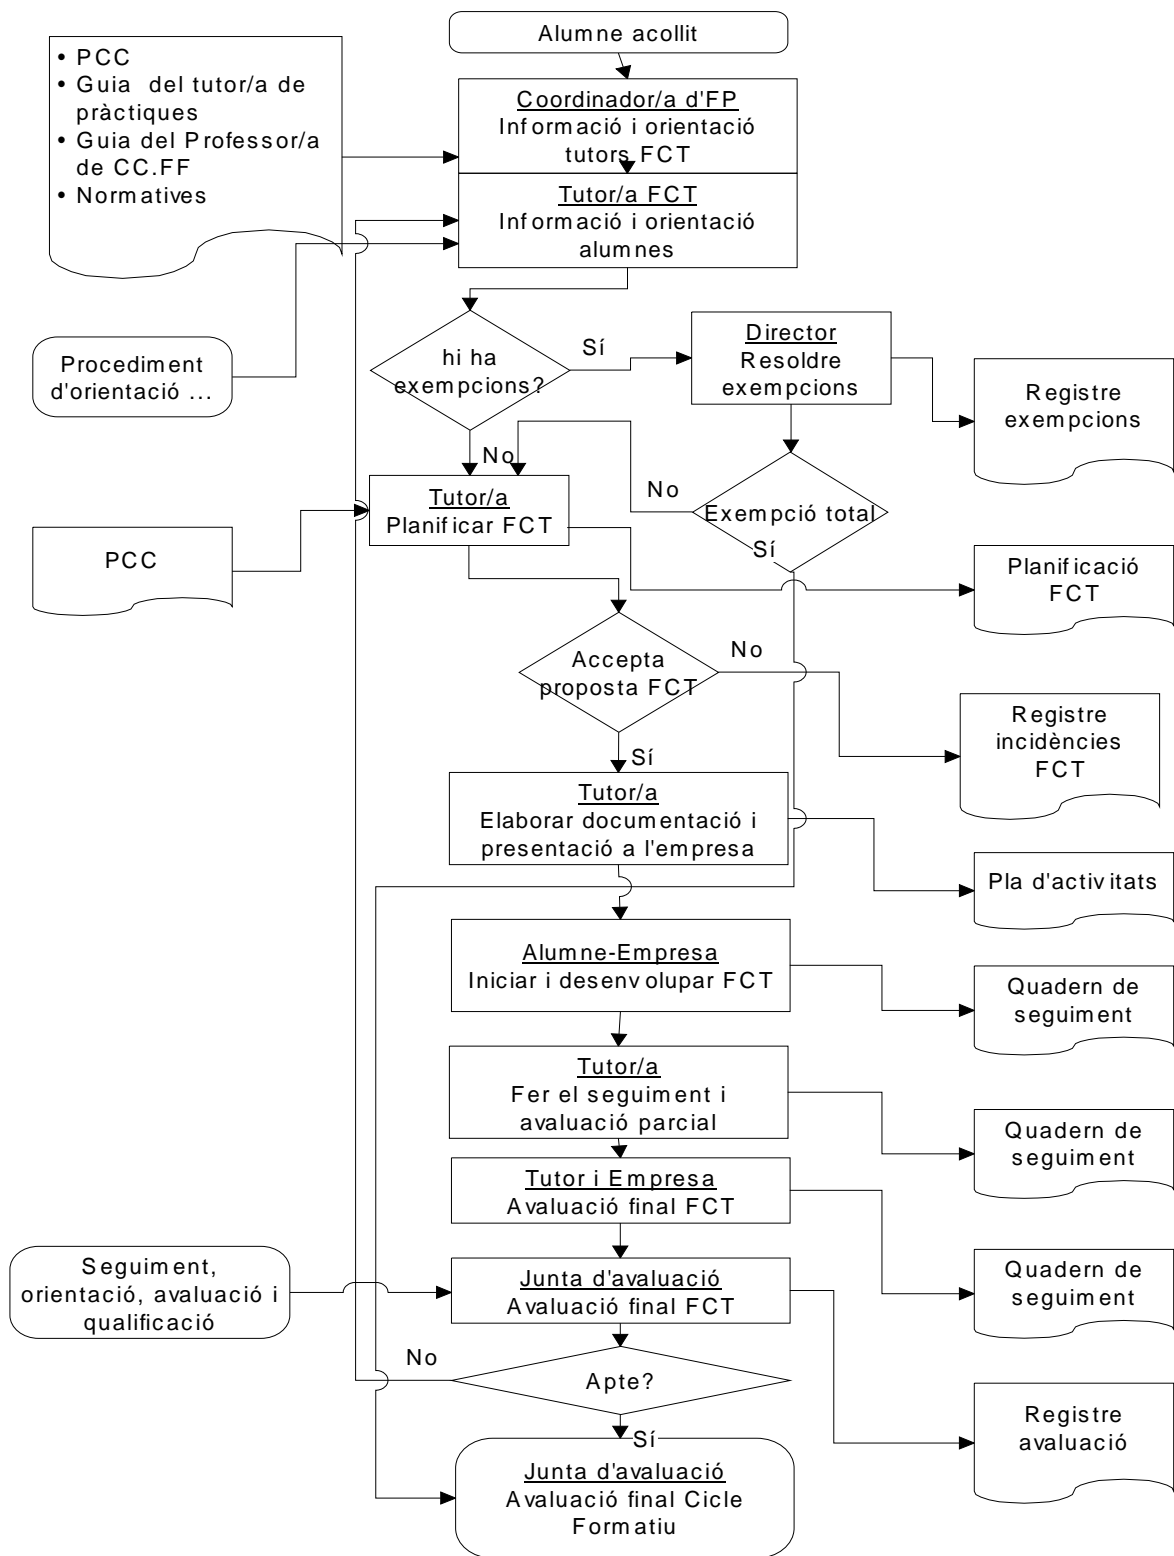 Alumne acollit
• PCC
• Guia del tutor/a de
pràctiques
• Guia del Professor/a
de CC.FF
• Normatives
Coordinador/a d'FP
Informació i orientació
tutors FCT
Tutor/a FCT
Informació i orientació
alumnes
Procediment
d'orientació ...
hi ha
exempcions?
Sí
No
Director
Resoldre
exempcions
Registre
exempcions
Exempció total
No
Sí
PCC
Tutor/a
Planificar FCT
Planificació
FCT
Accepta
proposta FCT
No
Sí
Registre
incidències
FCT
Tutor/a
Elaborar documentació i
presentació a l'empresa
Pla d'activitats
Alumne-Empresa
Iniciar i desenvolupar FCT
Quadern de
seguiment
Tutor/a
Fer el seguiment i
avaluació parcial
Quadern de
seguiment
Tutor i Empresa
Avaluació final FCT
Quadern de
seguiment
Seguiment,
orientació, avaluació i
qualificació
Junta d'avaluació
Avaluació final FCT
No
Apte?
Sí
Registre
avaluació
Junta d'avaluació
Avaluació final Cicle
Formatiu